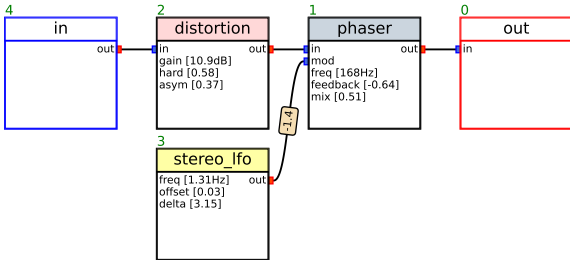 4
in
out
2
distortion
in out
gain [10.9dB]
hard [0.58]
asym [0.37]
1
phaser
in out
mod
freq [168Hz]
feedback [-0.64]
mix [0.51]
0
out
in
-1.4
3
stereo_lfo
freq [1.31Hz] out
offset [0.03]
delta [3.15]